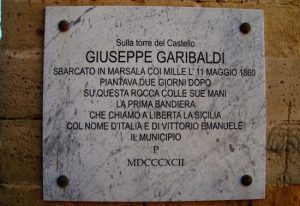 Sulla torre del Castello
GIUSEPPE GARIBALDI
SBARCATO IN MARSALA COI MILLE L' 11 MAGGIO 1860
PIANTAVA DUE GIORNI DOPO
SU QUESTA ROCCA COLLE SUE MANI
LA PRIMA BANDIERA
CHE CHIAMO A LIBERTA LA SICILIA
COL NOME D'ITALIA E DI VITTORIO EMANUELE
IL MUNICIPIO
P
MDCCCXCII